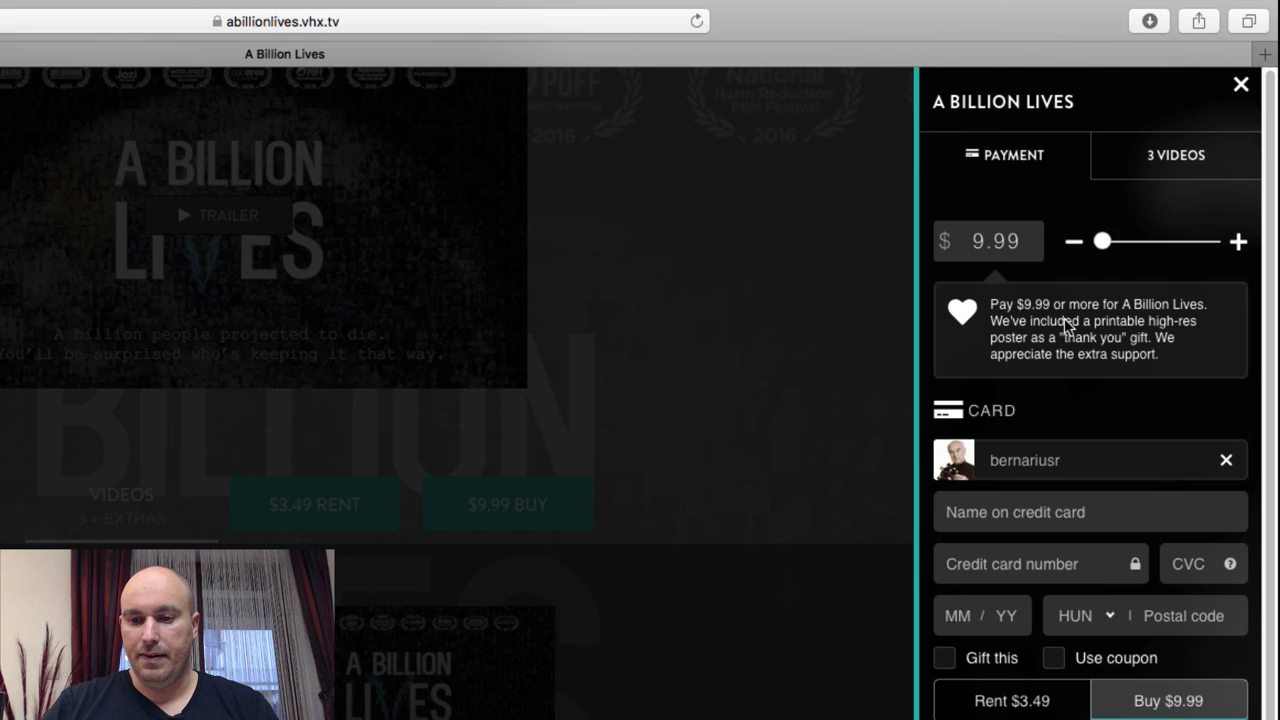 abillionlives.vhx.tv
A Billion Lives
Jozi
POFF
2016
National
Harm Reduction
Film Festival
2016
A BILLION
LIVES
TRAILER
A billion people projected to die.
You'll be surprised who's keeping it that way.
BILLION
VIDEOS
3 + EXTRAS
$3.49 RENT
$9.99 BUY
A BILLION
LIVES
A BILLION LIVES
PAYMENT
3 VIDEOS
$ 9.99
Pay $9.99 or more for A Billion Lives.
We've included a printable high-res
poster as a "thank you" gift. We
appreciate the extra support.
CARD
bernariusr
Name on credit card
Credit card number
CVC
MM / YY
HUN
Postal code
Gift this
Use coupon
Rent $3.49
Buy $9.99